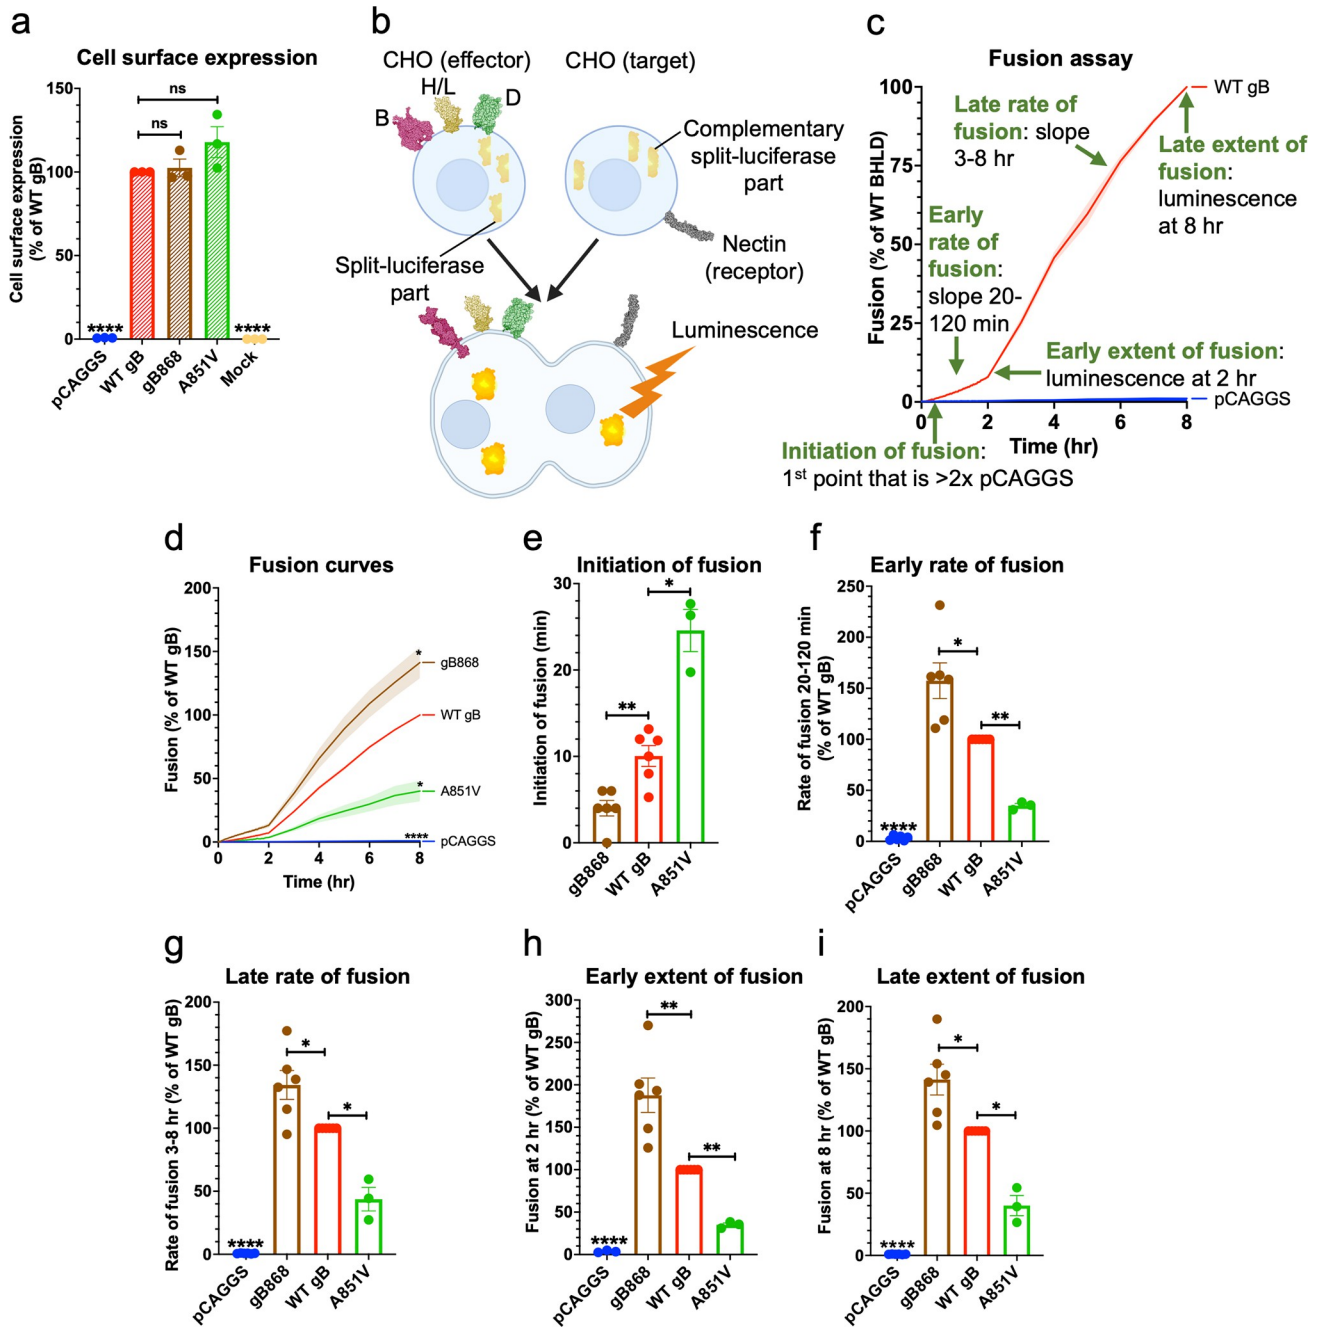 a
Cell surface expression
Cell surface expression
(% of WT gB)
150
100
50
0
ns
ns
****
****
pCAGGS
WT gB
gB868
A851V
Mock
b
CHO (effector)
CHO (target)
H/L
B
D
Complementary
split-luciferase
part
Split-luciferase
part
Nectin
(receptor)
Luminescence
c
Fusion assay
Fusion (% of WT BHLD)
100
75
50
25
0
0
2
4
6
8
Time (hr)
WT gB
pCAGGS
Late rate of
fusion: slope
3-8 hr
Late extent of
fusion:
luminescence
at 8 hr
Early
rate of
fusion:
slope 20-
120 min
Early extent of fusion:
luminescence at 2 hr
Initiation of fusion:
1st point that is >2x pCAGGS
d
Fusion curves
Fusion (% of WT gB)
200
150
100
50
0
0
2
4
6
8
Time (hr)
* gB868
WT gB
* A851V
**** pCAGGS
e
Initiation of fusion
Initiation of fusion (min)
30
20
10
0
**
*
gB868
WT gB
A851V
f
Early rate of fusion
Rate of fusion 20-120 min
(% of WT gB)
250
200
150
100
50
0
****
*
**
pCAGGS
gB868
WT gB
A851V
g
Late rate of fusion
Rate of fusion 3-8 hr (% of WT gB)
200
150
100
50
0
****
*
*
pCAGGS
gB868
WT gB
A851V
h
Early extent of fusion
Fusion at 2 hr (% of WT gB)
300
250
200
150
100
50
0
****
**
**
pCAGGS
gB868
WT gB
A851V
i
Late extent of fusion
Fusion at 8 hr (% of WT gB)
200
150
100
50
0
****
*
*
pCAGGS
gB868
WT gB
A851V